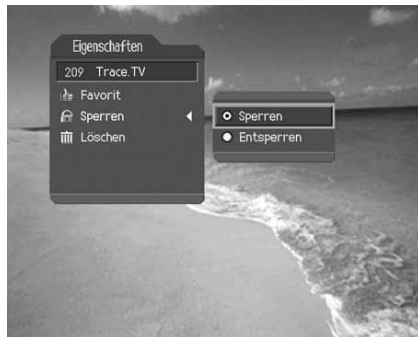 Eigenschaften
209 Trace.TV
Favorit
Sperren
Löschen
Sperren
Entsperren